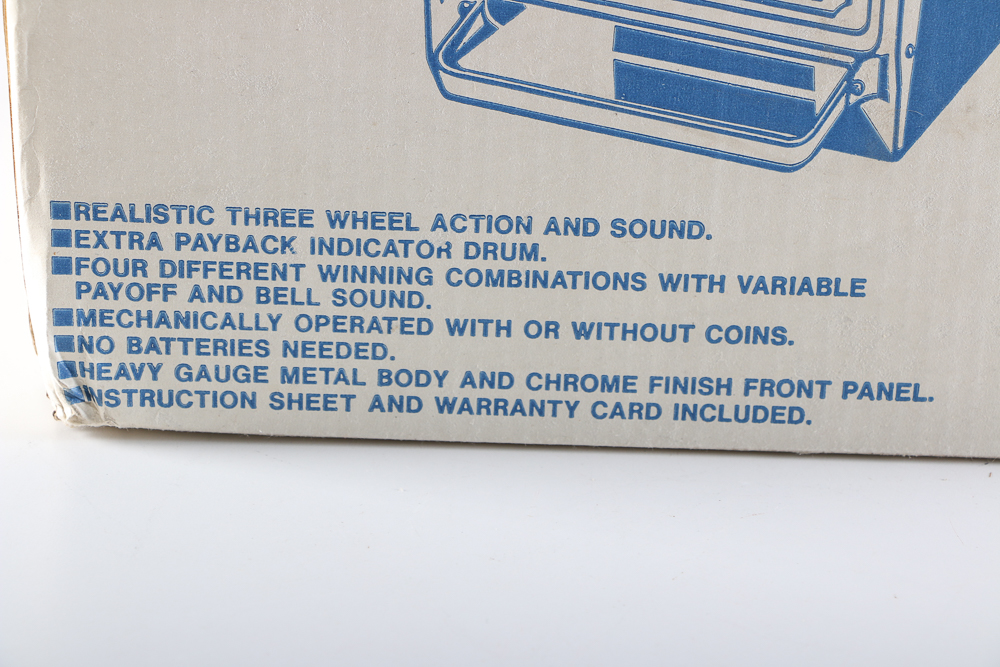 ■REALISTIC THREE WHEEL ACTION AND SOUND.
■EXTRA PAYBACK INDICATOR DRUM.
■FOUR DIFFERENT WINNING COMBINATIONS WITH VARIABLE
PAYOFF AND BELL SOUND.
■MECHANICALLY OPERATED WITH OR WITHOUT COINS.
■NO BATTERIES NEEDED.
■HEAVY GAUGE METAL BODY AND CHROME FINISH FRONT PANEL.
■INSTRUCTION SHEET AND WARRANTY CARD INCLUDED.